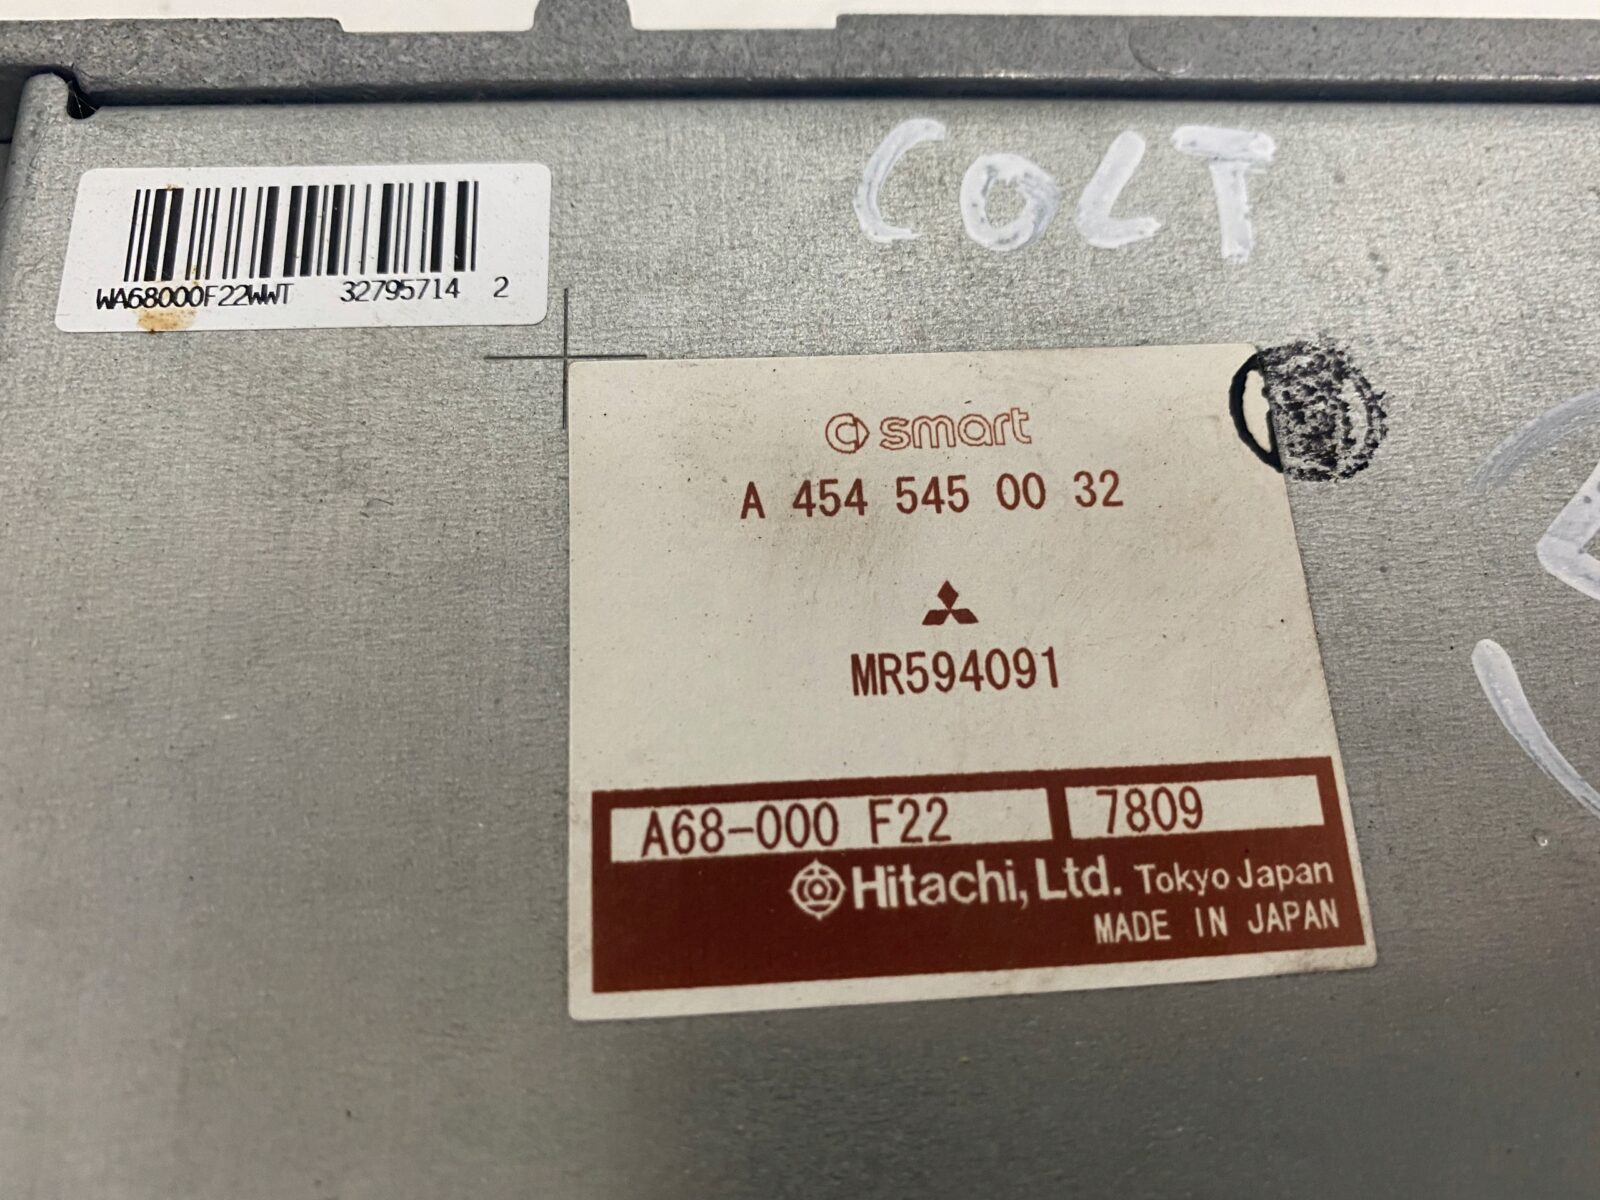 COLT
WA68000F22WWT 32795714 2
smart
A 454 545 00 32
MR594091
A68-000 F22 7809
Hitachi, Ltd. Tokyo Japan
MADE IN JAPAN